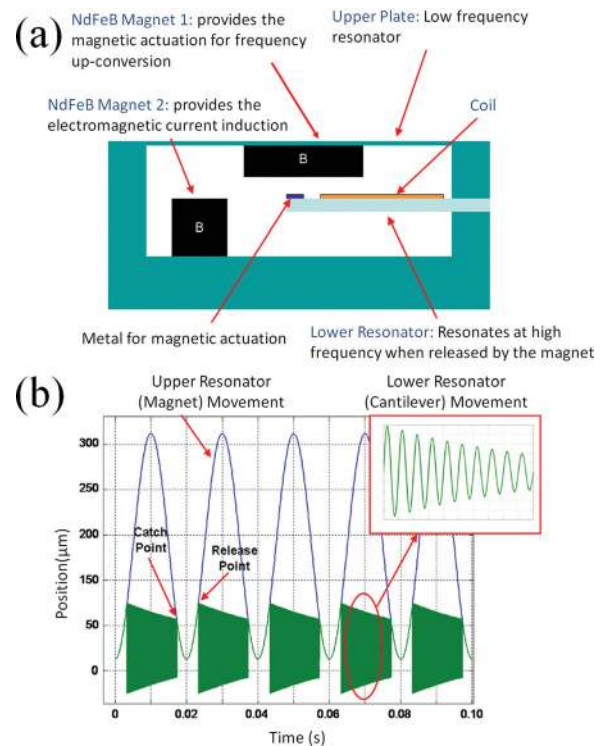 (a)
NdFeB Magnet 1: provides the
magnetic actuation for frequency
up-conversion
Upper Plate: Low frequency
resonator
NdFeB Magnet 2: provides the
electromagnetic current induction
Coil
B
B
Metal for magnetic actuation
Lower Resonator: Resonates at high
frequency when released by the magnet
(b)
Upper Resonator
(Magnet) Movement
Lower Resonator
(Cantilever) Movement
Position(µm)
300
250
200
150
100
50
0
Catch
Point
Release
Point
0
0.02
0.04
0.06
0.08
0.10
Time (s)